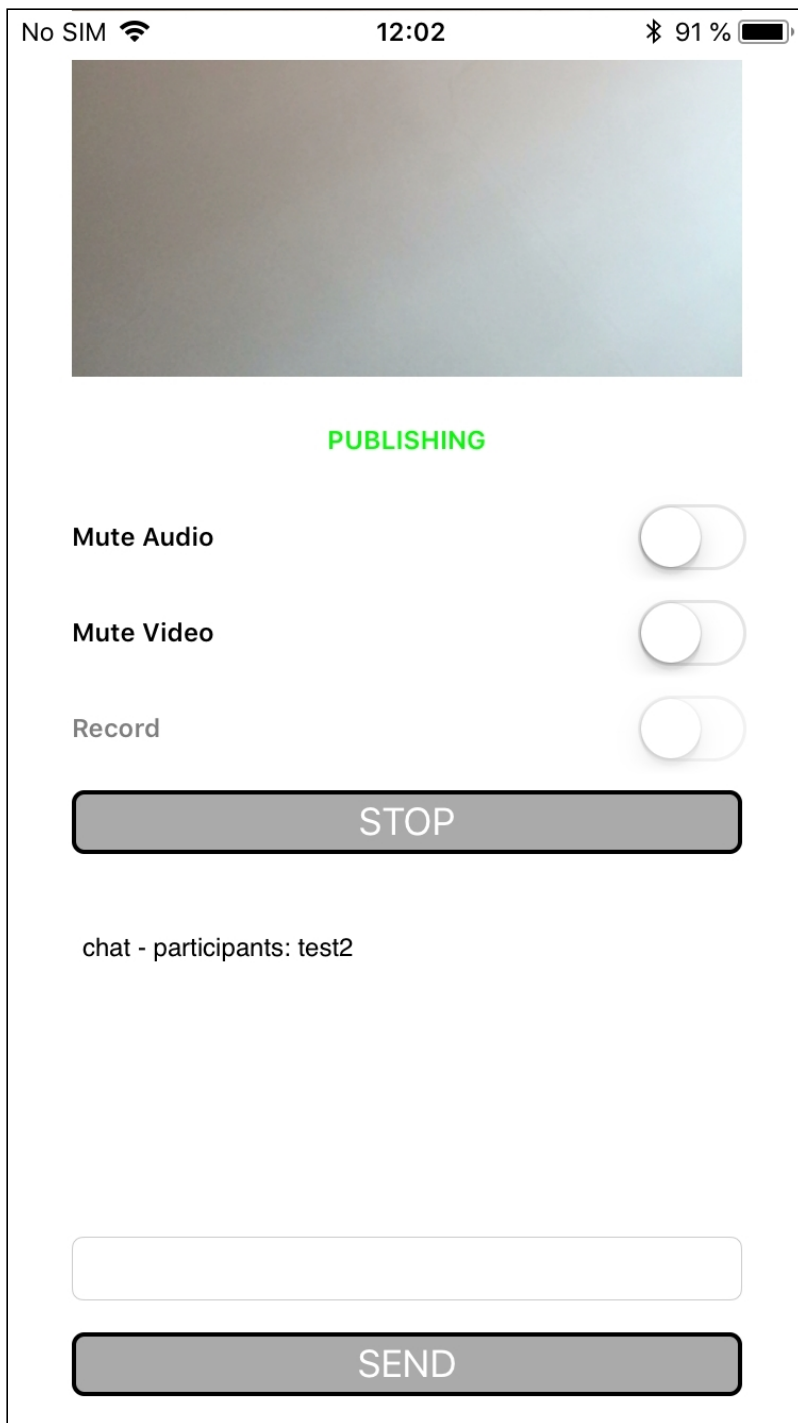 No SIM 12:02 91 %
PUBLISHING
Mute Audio
Mute Video
Record
STOP
chat - participants: test2
SEND